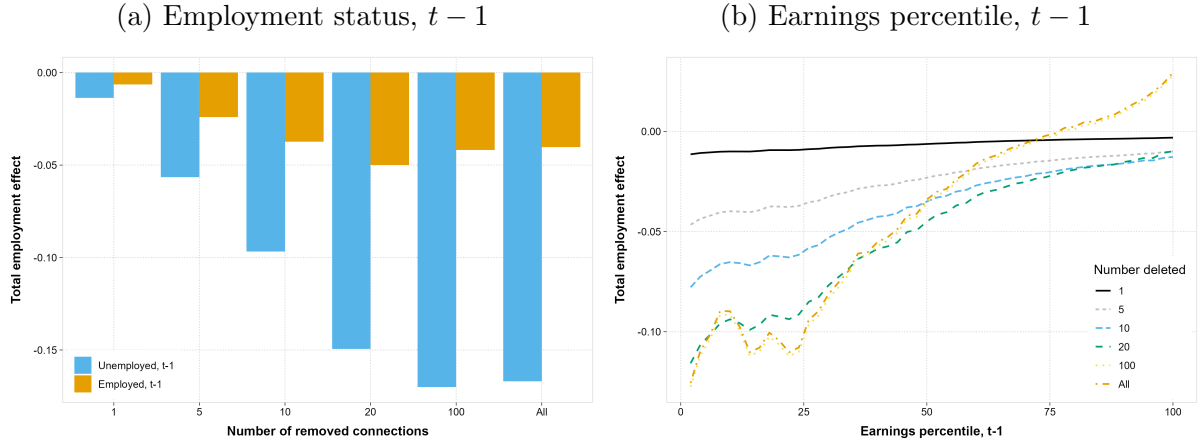 (a) Employment status, t − 1
Total employment effect
0.00
-0.05
-0.10
-0.15
Unemployed, t-1
Employed, t-1
1 5 10 20 100 All
Number of removed connections
(b) Earnings percentile, t − 1
Total employment effect
0.00
-0.05
-0.10
Number deleted
1
5
10
20
100
All
0 25 50 75 100
Earnings percentile, t-1